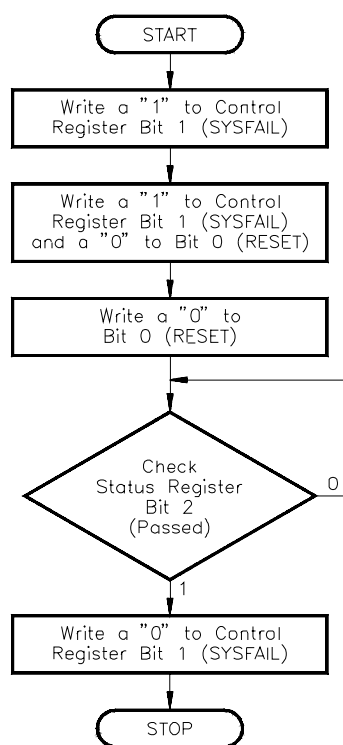 START
Write a "1" to Control
Register Bit 1 (SYSFAIL)
Write a "1" to Control
Register Bit 1 (SYSFAIL)
and a "0" to Bit 0 (RESET)
Write a "0" to
Bit 0 (RESET)
Check
Status Register
Bit 2
(Passed)
0
1
Write a "0" to Control
Register Bit 1 (SYSFAIL)
STOP